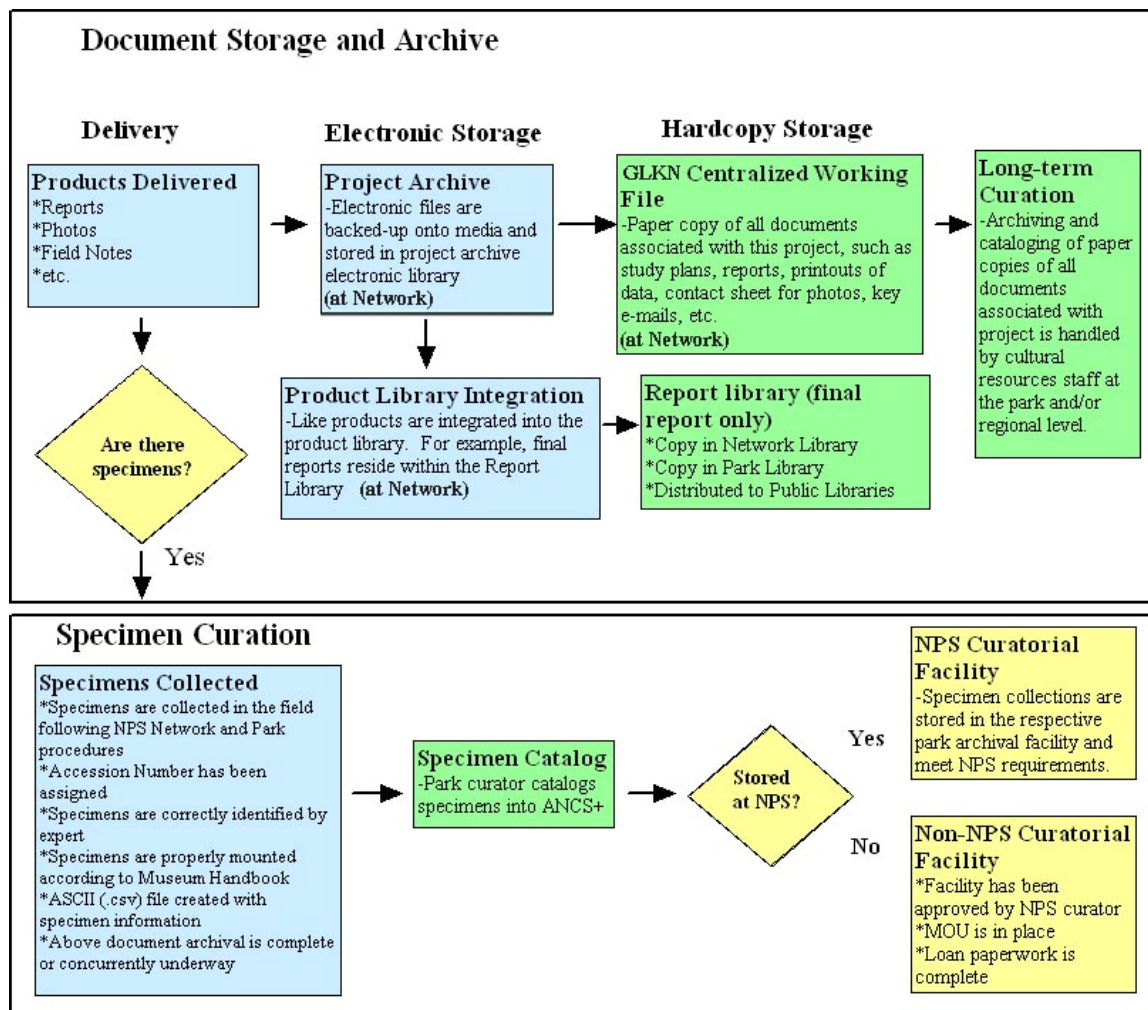 Document Storage and Archive
Delivery
Electronic Storage
Hardcopy Storage
Products Delivered
*Reports
*Photos
*Field Notes
*etc.
Project Archive
-Electronic files are
backed-up onto media and
stored in project archive
electronic library
(at Network)
GLKN Centralized Working
File
-Paper copy of all documents
associated with this project, such as
study plans, reports, printouts of
data, contact sheet for photos, key
e-mails, etc.
(at Network)
Long-term
Curation
-Archiving and
cataloging of paper
copies of all
documents
associated with
project is handled
by cultural
resources staff at
the park and/or
regional level.
Are there
specimens?
Yes
Product Library Integration
-Like products are integrated into the
product library.  For example, final
reports reside within the Report
Library   (at Network)
Report library (final
report only)
*Copy in Network Library
*Copy in Park Library
*Distributed to Public Libraries
Specimen Curation
Specimens Collected
*Specimens are collected in the field
following NPS Network and Park
procedures
*Accession Number has been
assigned
*Specimens are correctly identified by
expert
*Specimens are properly mounted
according to Museum Handbook
*ASCII (.csv) file created with
specimen information
*Above document archival is complete
or concurrently underway
Specimen Catalog
-Park curator catalogs
specimens into ANCS+
Stored
at NPS?
Yes
No
NPS Curatorial
Facility
-Specimen collections are
stored in the respective
park archival facility and
meet NPS requirements.
Non-NPS Curatorial
Facility
*Facility has been
approved by NPS curator
*MOU is in place
*Loan paperwork is
complete